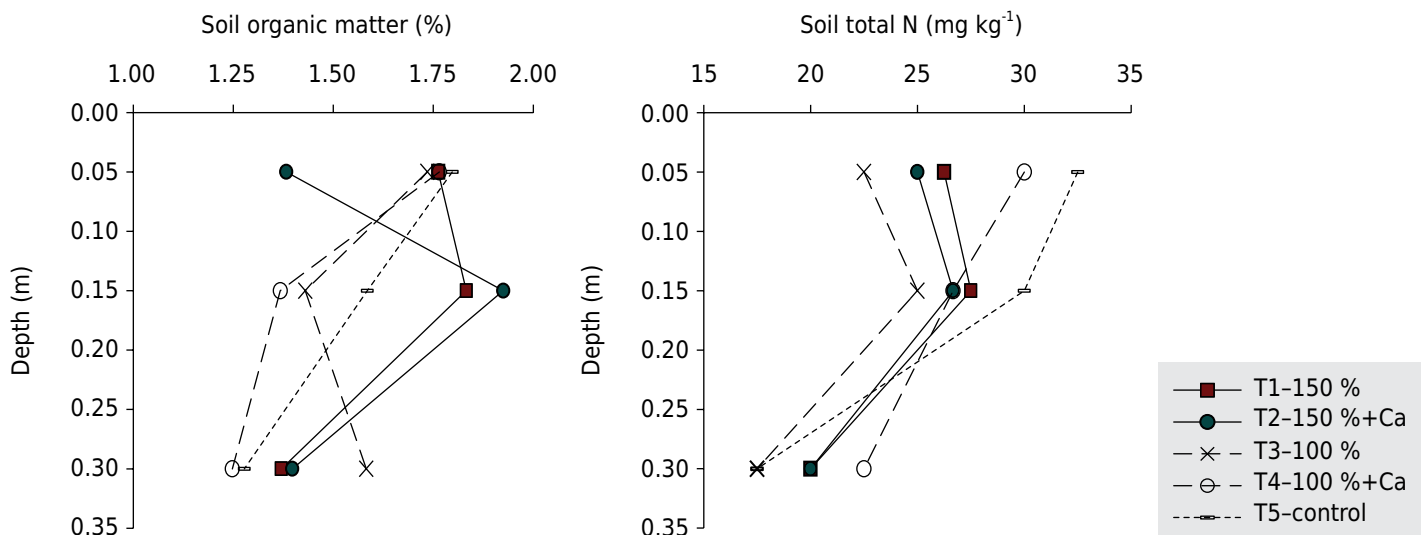 Soil organic matter (%)
1.00 1.25 1.50 1.75 2.00
0.00
0.05
0.10
0.15
0.20
0.25
0.30
0.35
Depth (m)
Soil total N (mg kg-1)
15 20 25 30 35
0.00
0.05
0.10
0.15
0.20
0.25
0.30
0.35
Depth (m)
T1–150 %
T2–150 %+Ca
T3–100 %
T4–100 %+Ca
T5–control